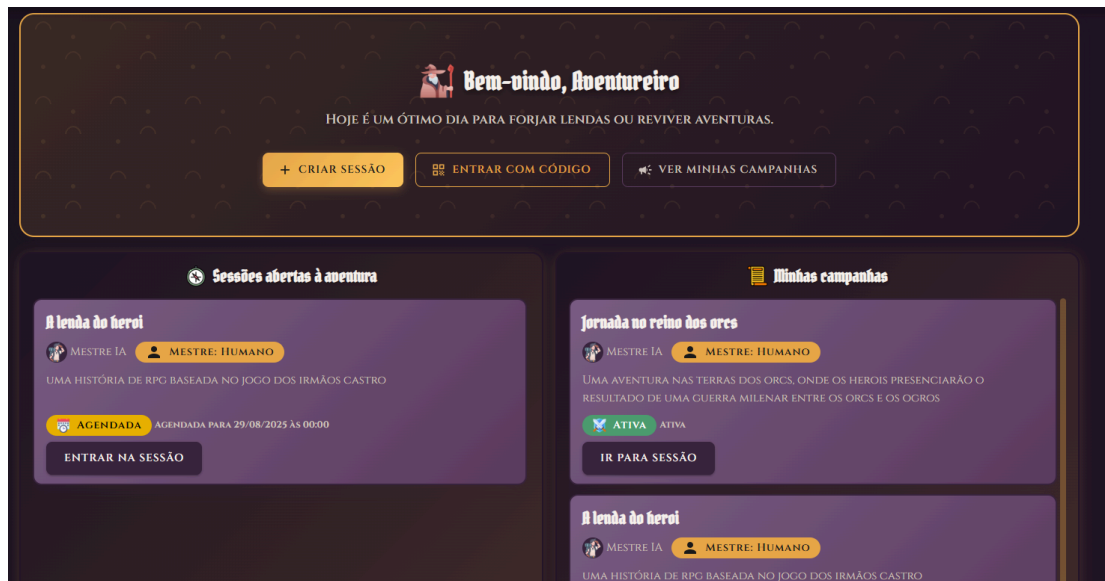 Bem-vindo, Aventureiro
Hoje é um ótimo dia para forjar lendas ou reviver aventuras.
+ Criar Sessão
Entrar com Código
Ver Minhas Campanhas
Sessões abertas à aventura
A lenda do heroi
Mestre IA
Mestre: Humano
uma história de RPG baseada no jogo dos irmãos Castro
Agendada
Agendada para 29/08/2025 às 00:00
Entrar na Sessão
Minhas campanhas
Jornada no reino dos orcs
Mestre IA
Mestre: Humano
Uma aventura nas terras dos orcs, onde os herois presenciarão o
resultado de uma guerra milenar entre os orcs e os ogros
Ativa
Ativa
Ir para Sessão
A lenda do heroi
Mestre IA
Mestre: Humano
uma história de RPG baseada no jogo dos irmãos Castro